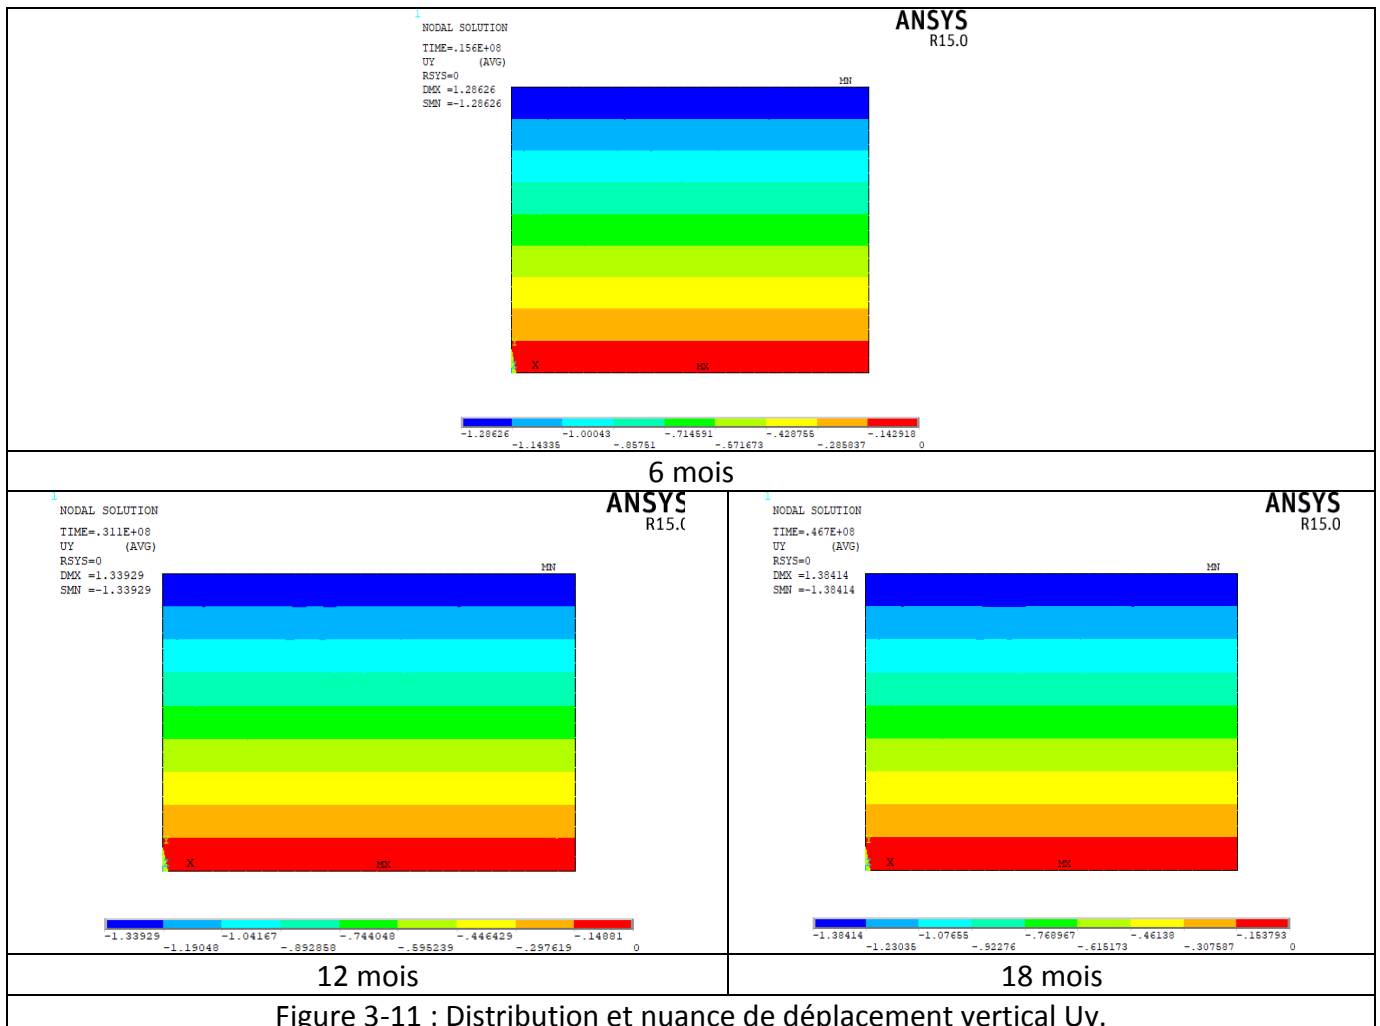 1
NODAL SOLUTION
TIME=.156E+08
UY (AVG)
RSYS=0
DMX =1.28626
SMN =-1.28626
ANSYS
R15.0
MN
Y
X
MX
-1.28626 -1.00043 -.714591 -.428755 -.142918
-1.14335 -.85751 -.571673 -.285837 0
6 mois
1
NODAL SOLUTION
TIME=.311E+08
UY (AVG)
RSYS=0
DMX =1.33929
SMN =-1.33929
ANSYS
R15.0
MN
Y
X
MX
-1.33929 -1.04167 -.744048 -.446429 -.14881
-1.19048 -.892858 -.595239 -.297619 0
12 mois
1
NODAL SOLUTION
TIME=.467E+08
UY (AVG)
RSYS=0
DMX =1.38414
SMN =-1.38414
ANSYS
R15.0
MN
Y
X
MX
-1.38414 -1.07655 -.768967 -.46138 -.153793
-1.23035 -.92276 -.615173 -.307587 0
18 mois
Figure 3-11 : Distribution et nuance de déplacement vertical Uy.